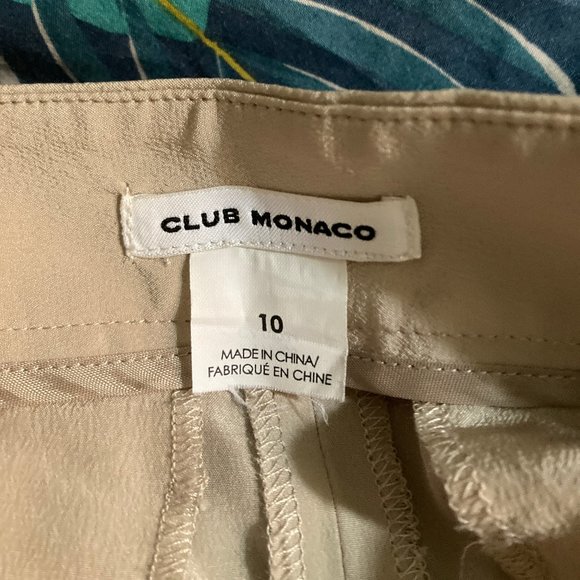 CLUB MONACO
10
MADE IN CHINA/
FABRIQUÉ EN CHINE